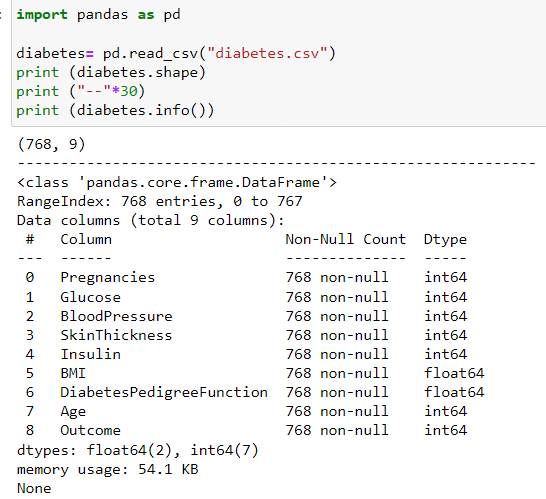 import pandas as pd
diabetes= pd.read_csv("diabetes.csv")
print (diabetes.shape)
print ("--"*30)
print (diabetes.info())
(768, 9)
------------------------------------------------------------
<class 'pandas.core.frame.DataFrame'>
RangeIndex: 768 entries, 0 to 767
Data columns (total 9 columns):
 #   Column                    Non-Null Count  Dtype
---  ------                    --------------  -----
 0   Pregnancies               768 non-null    int64
 1   Glucose                   768 non-null    int64
 2   BloodPressure             768 non-null    int64
 3   SkinThickness             768 non-null    int64
 4   Insulin                   768 non-null    int64
 5   BMI                       768 non-null    float64
 6   DiabetesPedigreeFunction  768 non-null    float64
 7   Age                       768 non-null    int64
 8   Outcome                   768 non-null    int64
dtypes: float64(2), int64(7)
memory usage: 54.1 KB
None